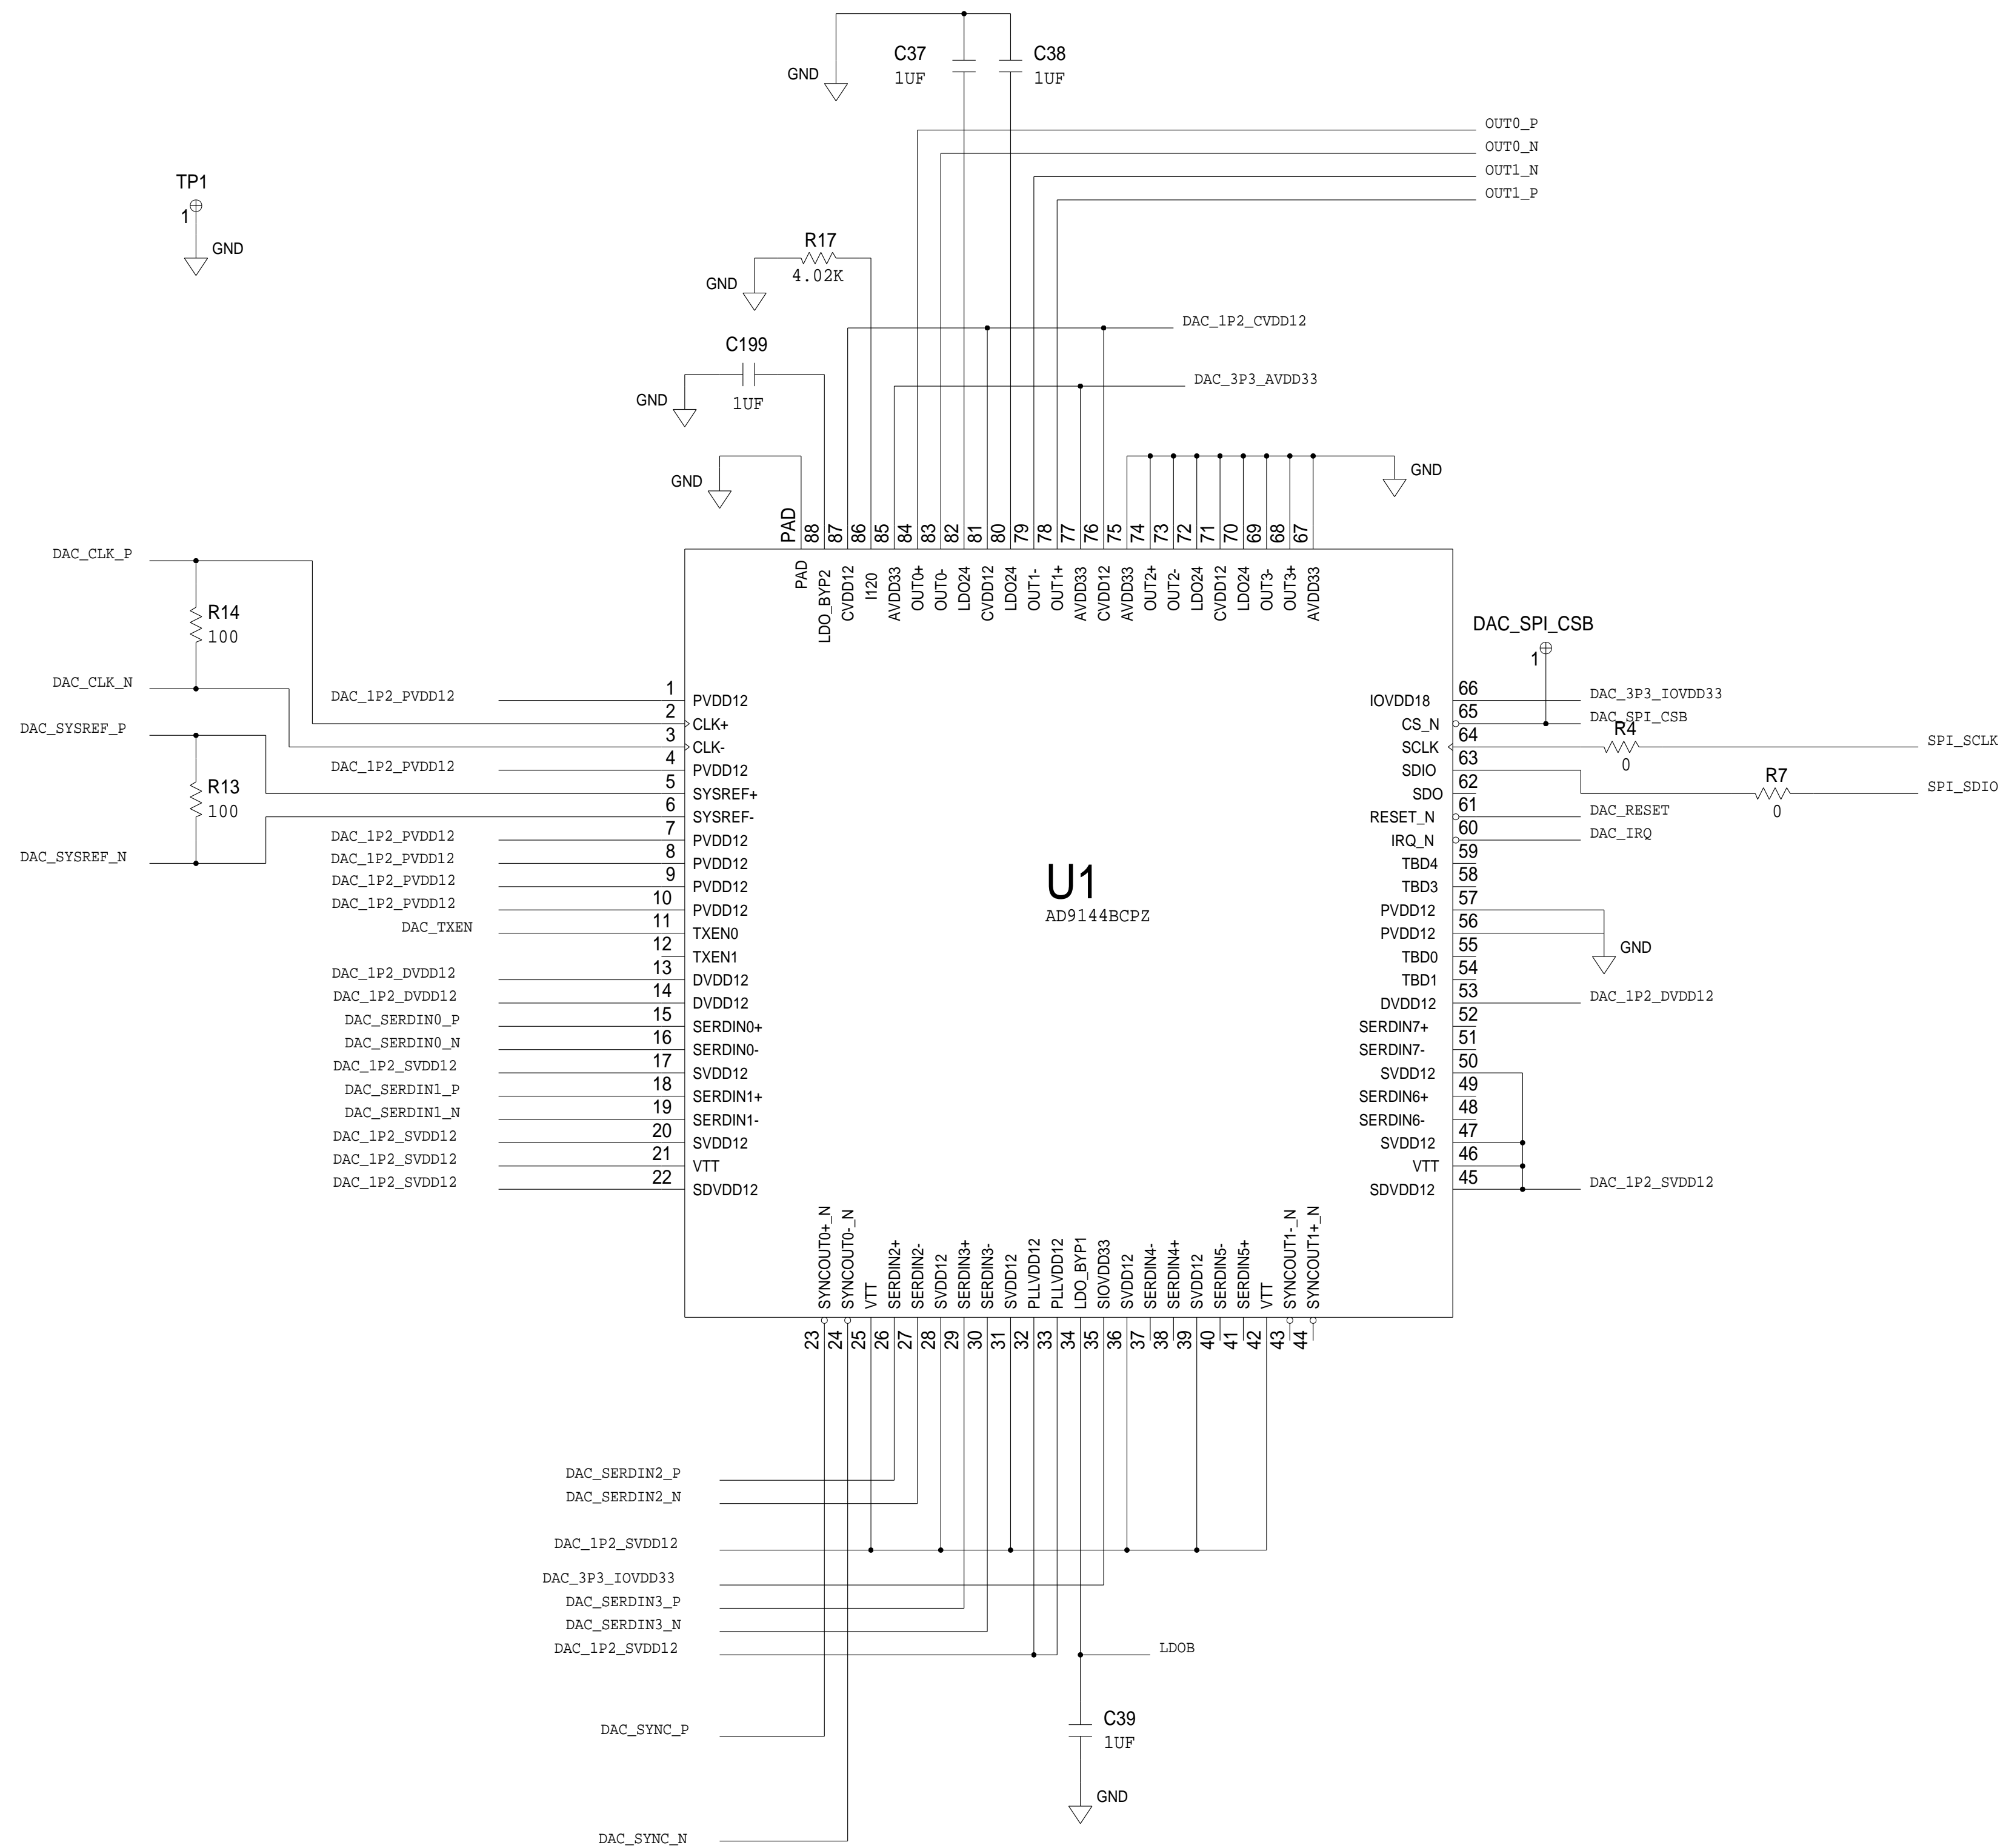 C37
1UF
C38
1UF
GND
OUT0_P
OUT0_N
OUT1_N
OUT1_P
TP1
1
GND
R17
4.02K
GND
DAC_1P2_CVDD12
C199
1UF
GND
DAC_3P3_AVDD33
GND
GND
PAD 88 87 86 85 84 83 82 81 80 79 78 77 76 75 74 73 72 71 70 69 68 67
PAD LDO_BYP2 CVDD12 I120 AVDD33 OUT0+ OUT0- LDO24 CVDD12 LDO24 OUT1- OUT1+ AVDD33 CVDD12 AVDD33 OUT2+ OUT2- LDO24 CVDD12 LDO24 OUT3- OUT3+ AVDD33
DAC_CLK_P
R14
100
DAC_CLK_N
DAC_SYSREF_P
R13
100
DAC_SYSREF_N
DAC_1P2_PVDD12 1 PVDD12
2 CLK+
3 CLK-
DAC_1P2_PVDD12 4 PVDD12
5 SYSREF+
6 SYSREF-
DAC_1P2_PVDD12 7 PVDD12
DAC_1P2_PVDD12 8 PVDD12
DAC_1P2_PVDD12 9 PVDD12
DAC_1P2_PVDD12 10 PVDD12
DAC_TXEN 11 TXEN0
12 TXEN1
DAC_1P2_DVDD12 13 DVDD12
DAC_1P2_DVDD12 14 DVDD12
DAC_SERDIN0_P 15 SERDIN0+
DAC_SERDIN0_N 16 SERDIN0-
DAC_1P2_SVDD12 17 SVDD12
DAC_SERDIN1_P 18 SERDIN1+
DAC_SERDIN1_N 19 SERDIN1-
DAC_1P2_SVDD12 20 SVDD12
DAC_1P2_SVDD12 21 VTT
DAC_1P2_SVDD12 22 SDVDD12
U1
AD9144BCPZ
DAC_SPI_CSB
1
IOVDD18 66 DAC_3P3_IOVDD33
CS_N 65 DAC_SPI_CSB
SCLK 64 R4 0 SPI_SCLK
SDIO 63 R7 0 SPI_SDIO
SDO 62
RESET_N 61 DAC_RESET
IRQ_N 60 DAC_IRQ
TBD4 59
TBD3 58
PVDD12 57
PVDD12 56 GND
TBD0 55
TBD1 54
DVDD12 53 DAC_1P2_DVDD12
SERDIN7+ 52
SERDIN7- 51
SVDD12 50
SERDIN6+ 49
SERDIN6- 48
SVDD12 47
VTT 46
SDVDD12 45 DAC_1P2_SVDD12
SYNCOUT0+_N SYNCOUT0-_N VTT SERDIN2+ SERDIN2- SVDD12 SERDIN3+ SERDIN3- SVDD12 PLLVDD12 PLLVDD12 LDO_BYP1 SIOVDD33 SVDD12 SERDIN4- SERDIN4+ SVDD12 SERDIN5- SERDIN5+ VTT SYNCOUT1-_N SYNCOUT1+_N
23 24 25 26 27 28 29 30 31 32 33 34 35 36 37 38 39 40 41 42 43 44
DAC_SERDIN2_P
DAC_SERDIN2_N
DAC_1P2_SVDD12
DAC_3P3_IOVDD33
DAC_SERDIN3_P
DAC_SERDIN3_N
DAC_1P2_SVDD12
LDOB
DAC_SYNC_P
C39
1UF
GND
DAC_SYNC_N